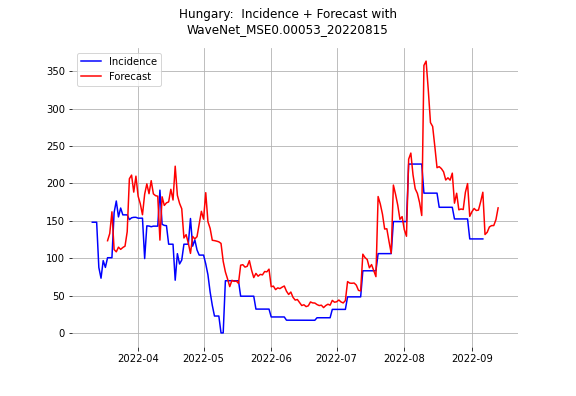 Hungary:  Incidence + Forecast with
WaveNet_MSE0.00053_20220815
Incidence
Forecast
350
300
250
200
150
100
50
0
2022-04 2022-05 2022-06 2022-07 2022-08 2022-09